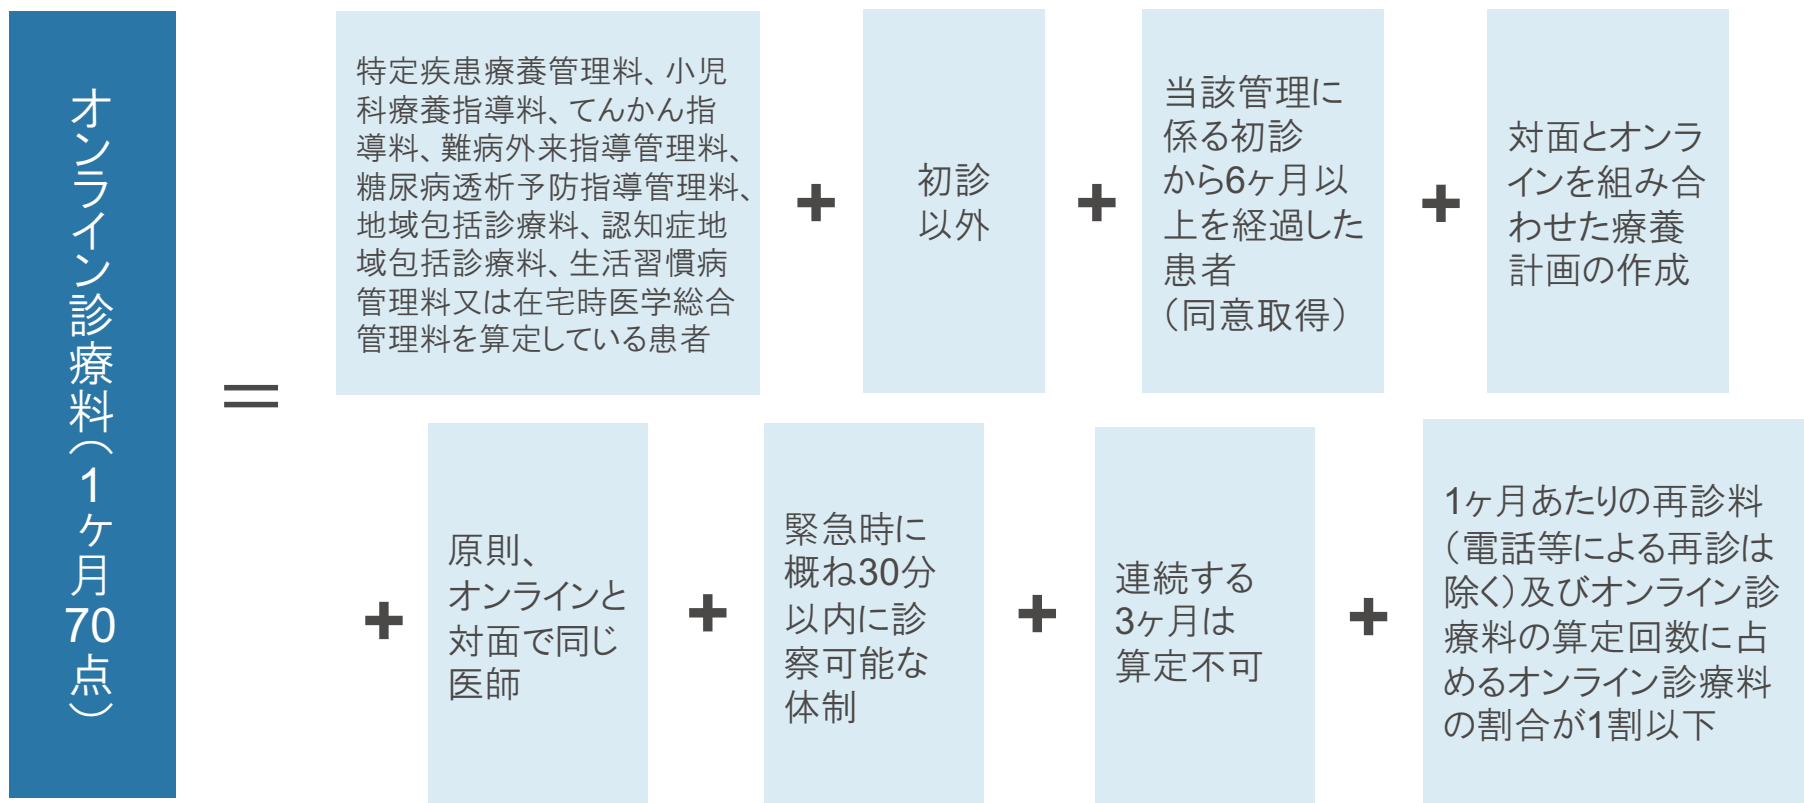 オンライン診療料（1ヶ月70点）
＝
特定疾患療養管理料、小児
科療養指導料、てんかん指
導料、難病外来指導管理料、
糖尿病透析予防指導管理料、
地域包括診療料、認知症地
域包括診療料、生活習慣病
管理料又は在宅時医学総合
管理料を算定している患者
+
初診
以外
+
当該管理に
係る初診
から6ヶ月以
上を経過した
患者
（同意取得）
+
対面とオンラ
インを組み合
わせた療養
計画の作成
+
原則、
オンラインと
対面で同じ
医師
+
緊急時に
概ね30分
以内に診
察可能な
体制
+
連続する
3ヶ月は
算定不可
+
1ヶ月あたりの再診料
（電話等による再診は
除く）及びオンライン診
療料の算定回数に占
めるオンライン診療料
の割合が1割以下